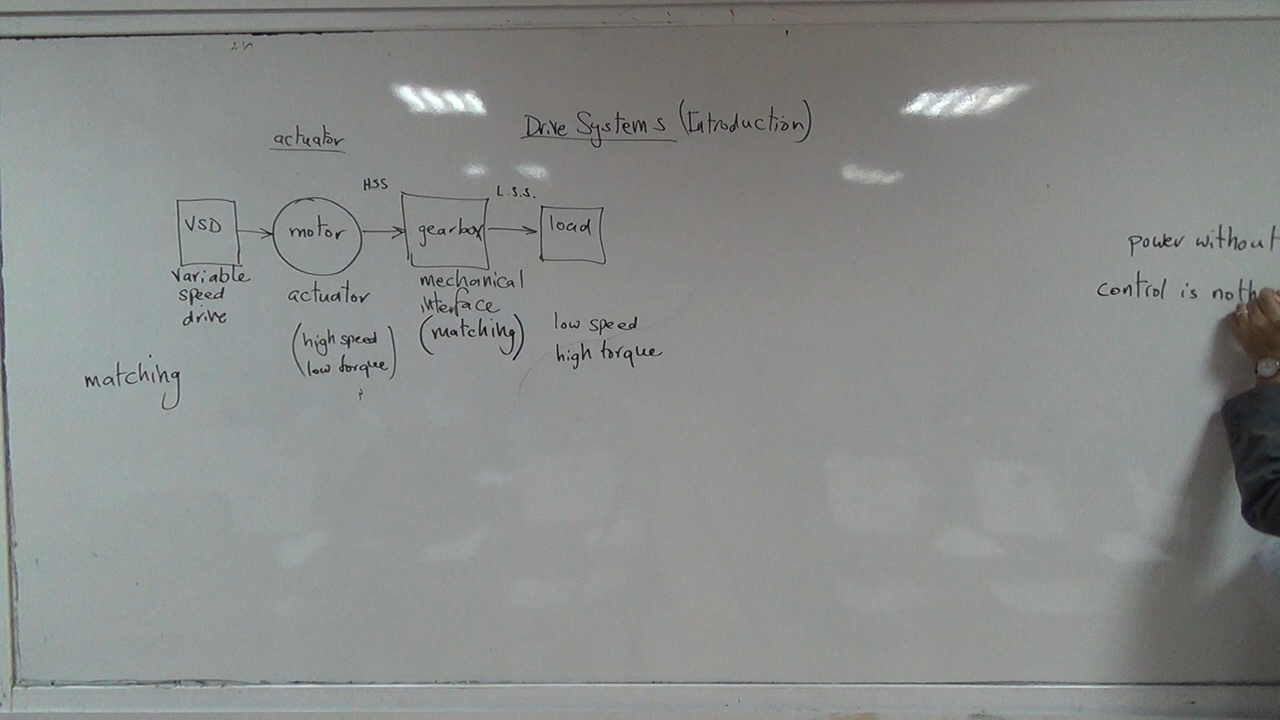 Drive Systems (Introduction)
actuator
HSS
L.S.S.
VSD
motor
gearbox
load
Variable
speed
drive
actuator
(high speed
low torque)
mechanical
interface
(matching)
low speed
high torque
matching
power without
control is noth